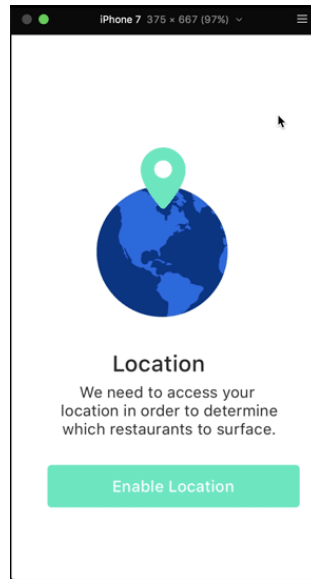 iPhone 7 375 × 667 (97%)
Location
We need to access your
location in order to determine
which restaurants to surface.
Enable Location